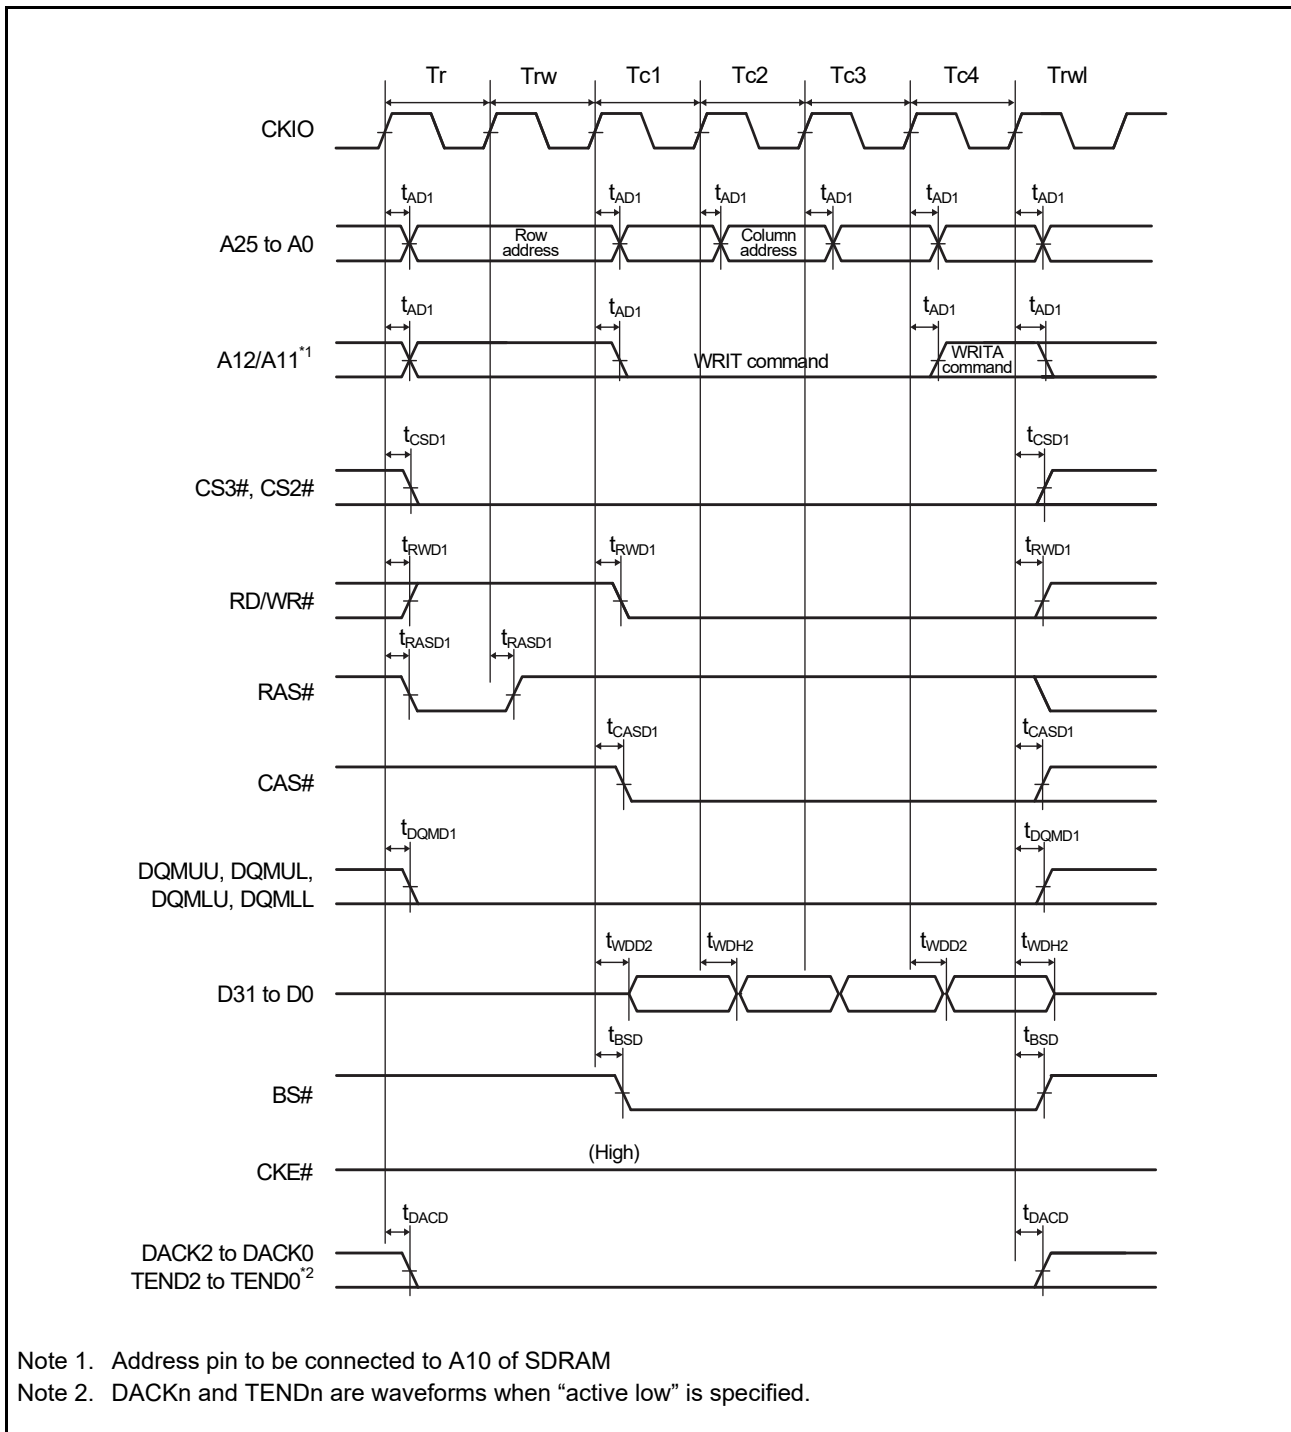 Tr Trw Tc1 Tc2 Tc3 Tc4 Trwl
CKIO
tAD1 tAD1 tAD1 tAD1 tAD1 tAD1
A25 to A0
Row
address
Column
address
tAD1 tAD1 tAD1 tAD1
A12/A11*1
WRIT command
WRITA
command
tCSD1 tCSD1
CS3#, CS2#
tRWD1 tRWD1 tRWD1
RD/WR#
tRASD1 tRASD1
RAS#
tCASD1 tCASD1
CAS#
tDQMD1 tDQMD1
DQMUU, DQMUL,
DQMLU, DQMLL
tWDD2 tWDH2 tWDD2 tWDH2
D31 to D0
tBSD tBSD
BS#
(High)
CKE#
tDACD tDACD
DACK2 to DACK0
TEND2 to TEND0*2
Note 1. Address pin to be connected to A10 of SDRAM
Note 2. DACKn and TENDn are waveforms when “active low” is specified.